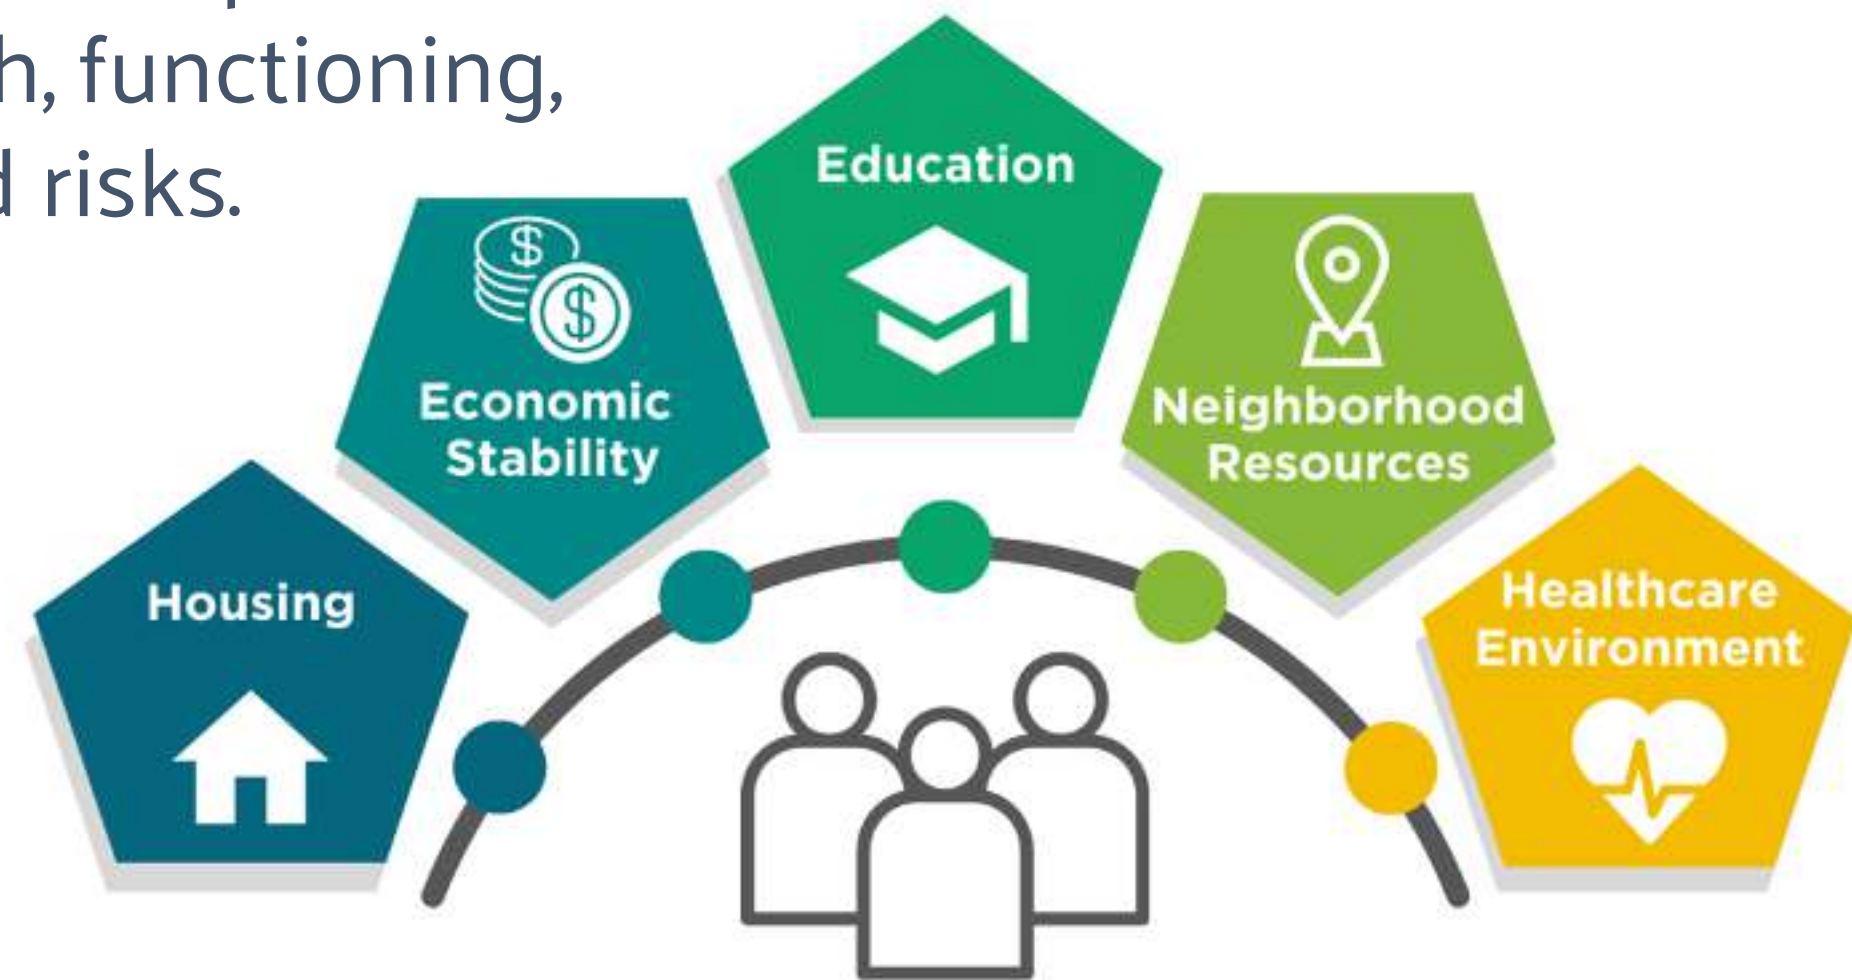 h, functioning,
d risks.
Education
$
$
Economic
Stability
Neighborhood
Resources
Housing
Healthcare
Environment